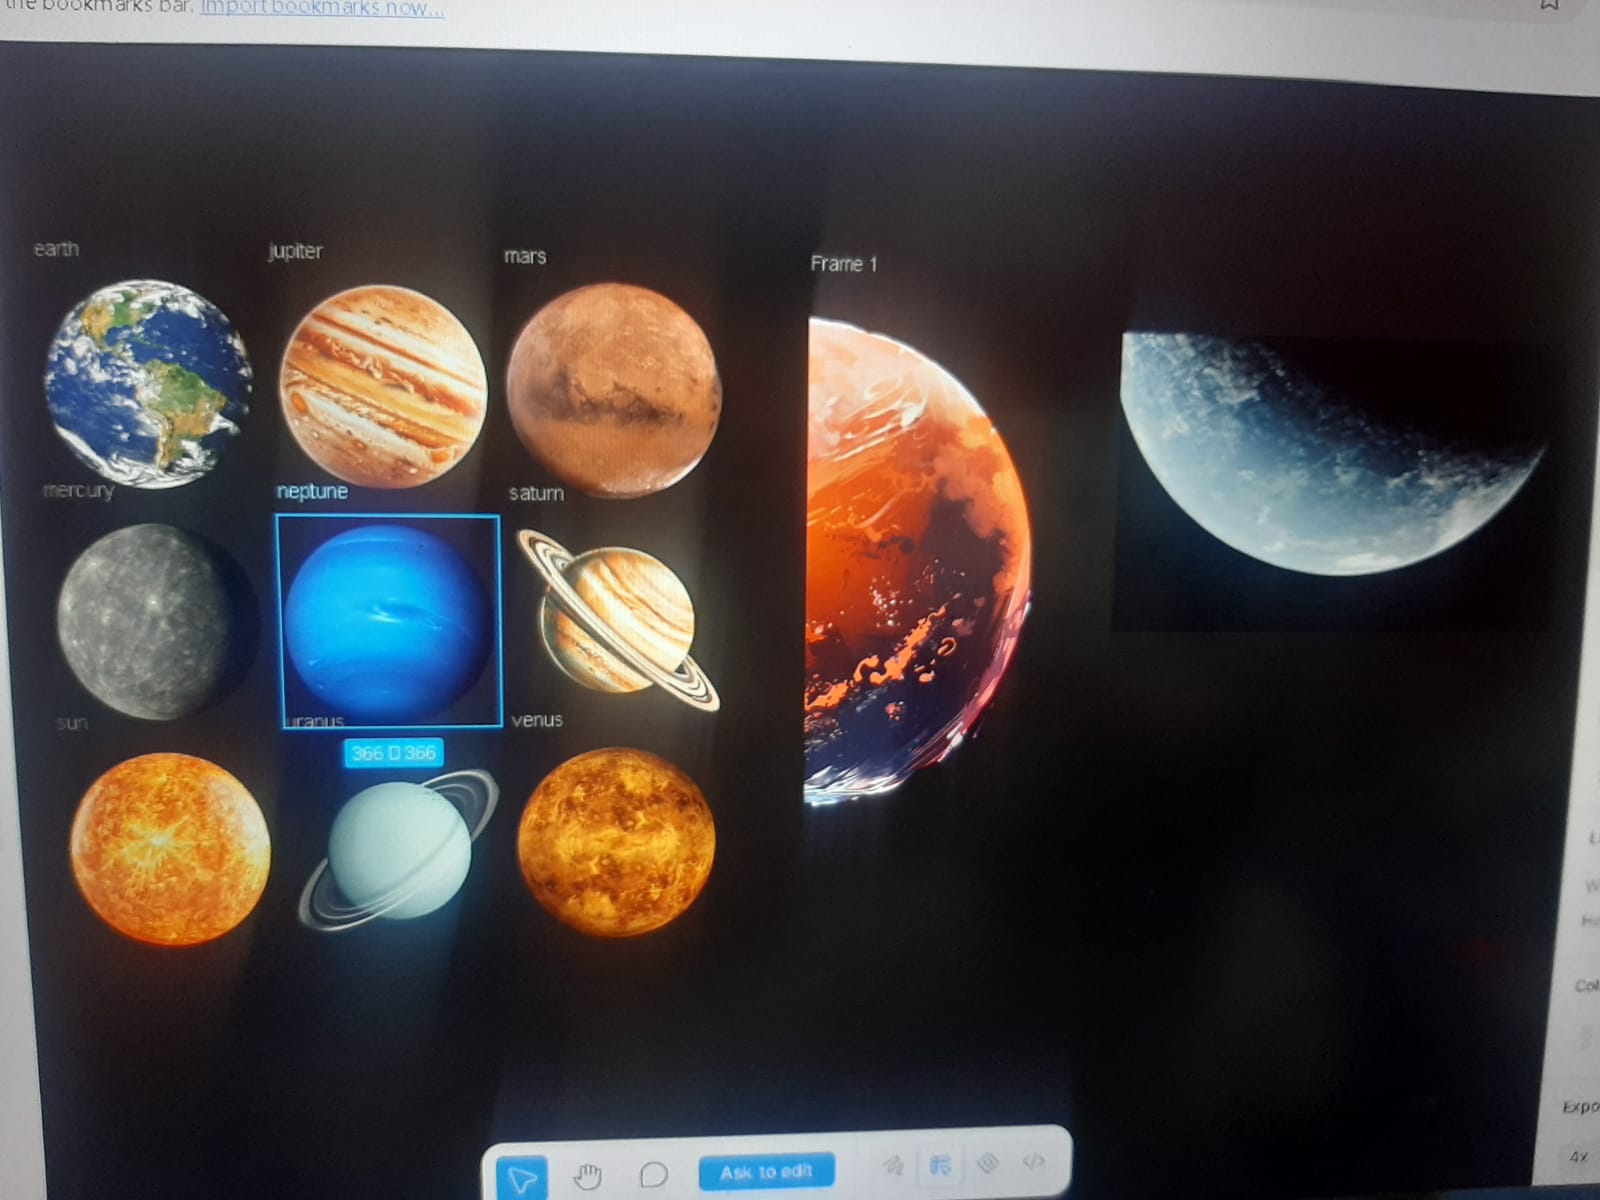 the bookmarks bar. Import bookmarks now...
earth
jupiter
mars
Frame 1
mercury
neptune
saturn
sun
uranus
venus
366 366
Ask to edit
Col
Expo
4x